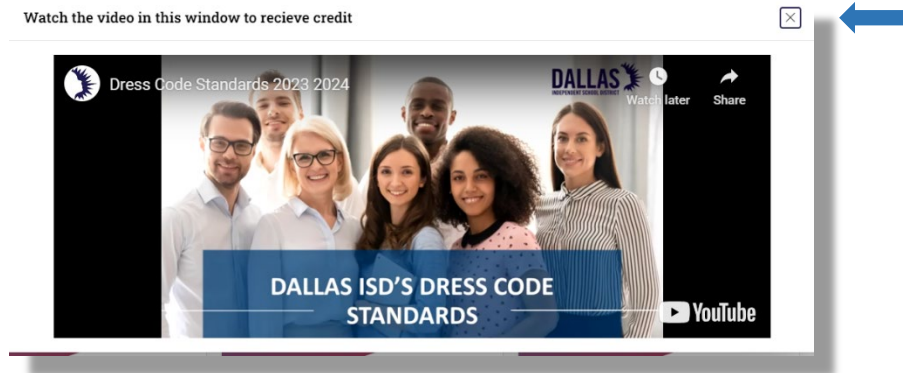 Watch the video in this window to recieve credit
Dress Code Standards 2023 2024
DALLAS
INDEPENDENT SCHOOL DISTRICT
Watch later
Share
DALLAS ISD'S DRESS CODE
STANDARDS
YouTube